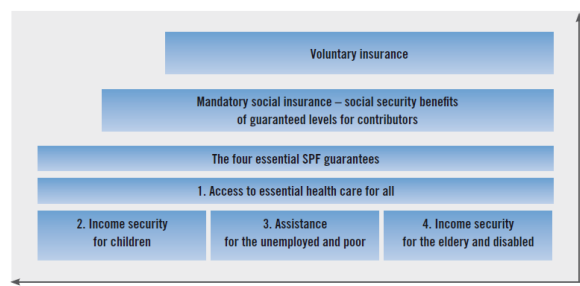 Voluntary insurance
Mandatory social insurance – social security benefits
of guaranteed levels for contributors
The four essential SPF guarantees
1. Access to essential health care for all
2. Income security
for children
3. Assistance
for the unemployed and poor
4. Income security
for the eldery and disabled